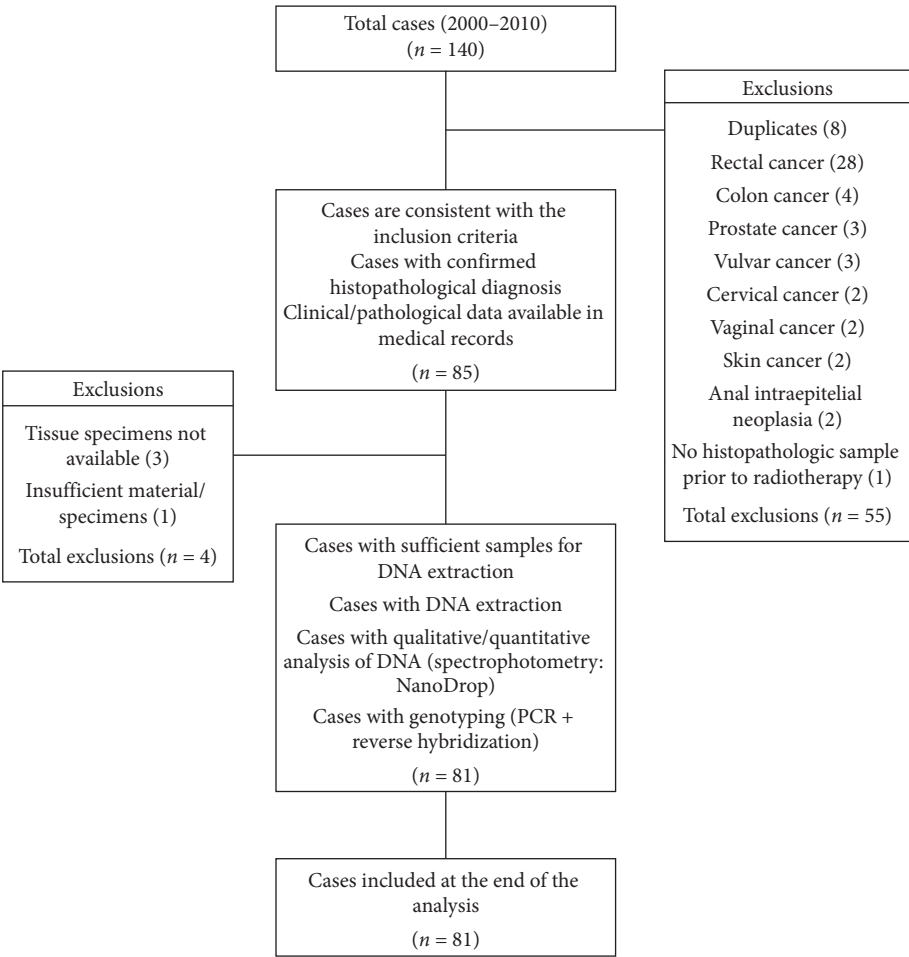 Total cases (2000–2010)
(n = 140)
Exclusions
Duplicates (8)
Rectal cancer (28)
Colon cancer (4)
Prostate cancer (3)
Vulvar cancer (3)
Cervical cancer (2)
Vaginal cancer (2)
Skin cancer (2)
Anal intraepitelial
neoplasia (2)
No histopathologic sample
prior to radiotherapy (1)
Total exclusions (n = 55)
Cases are consistent with the
inclusion criteria
Cases with confirmed
histopathological diagnosis
Clinical/pathological data available in
medical records
(n = 85)
Exclusions
Tissue specimens not
available (3)
Insufficient material/
specimens (1)
Total exclusions (n = 4)
Cases with sufficient samples for
DNA extraction
Cases with DNA extraction
Cases with qualitative/quantitative
analysis of DNA (spectrophotometry:
NanoDrop)
Cases with genotyping (PCR +
reverse hybridization)
(n = 81)
Cases included at the end of the
analysis
(n = 81)